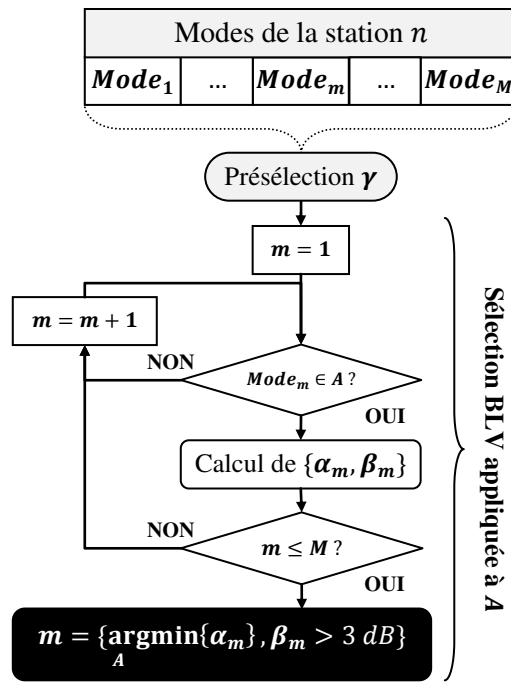 Modes de la station n
Mode₁ ... Modeₘ ... Mode_M
Présélection γ
m = 1
m = m + 1
NON
Modeₘ ∈ A ?
OUI
Calcul de {αₘ, βₘ}
NON
m ≤ M ?
OUI
m = {argmin{αₘ}, βₘ > 3 dB}
A
Sélection BLV appliquée à A